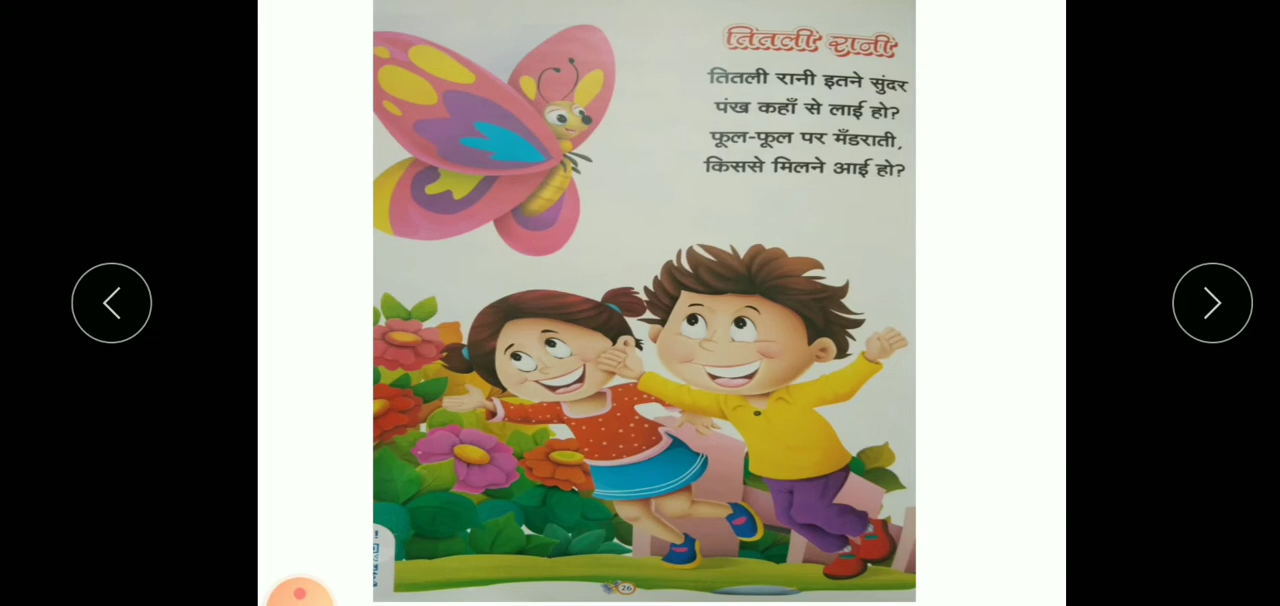 तितली रानी
तितली रानी इतने सुंदर
पंख कहाँ से लाई हो?
फूल-फूल पर मँडराती,
किससे मिलने आई हो?
26